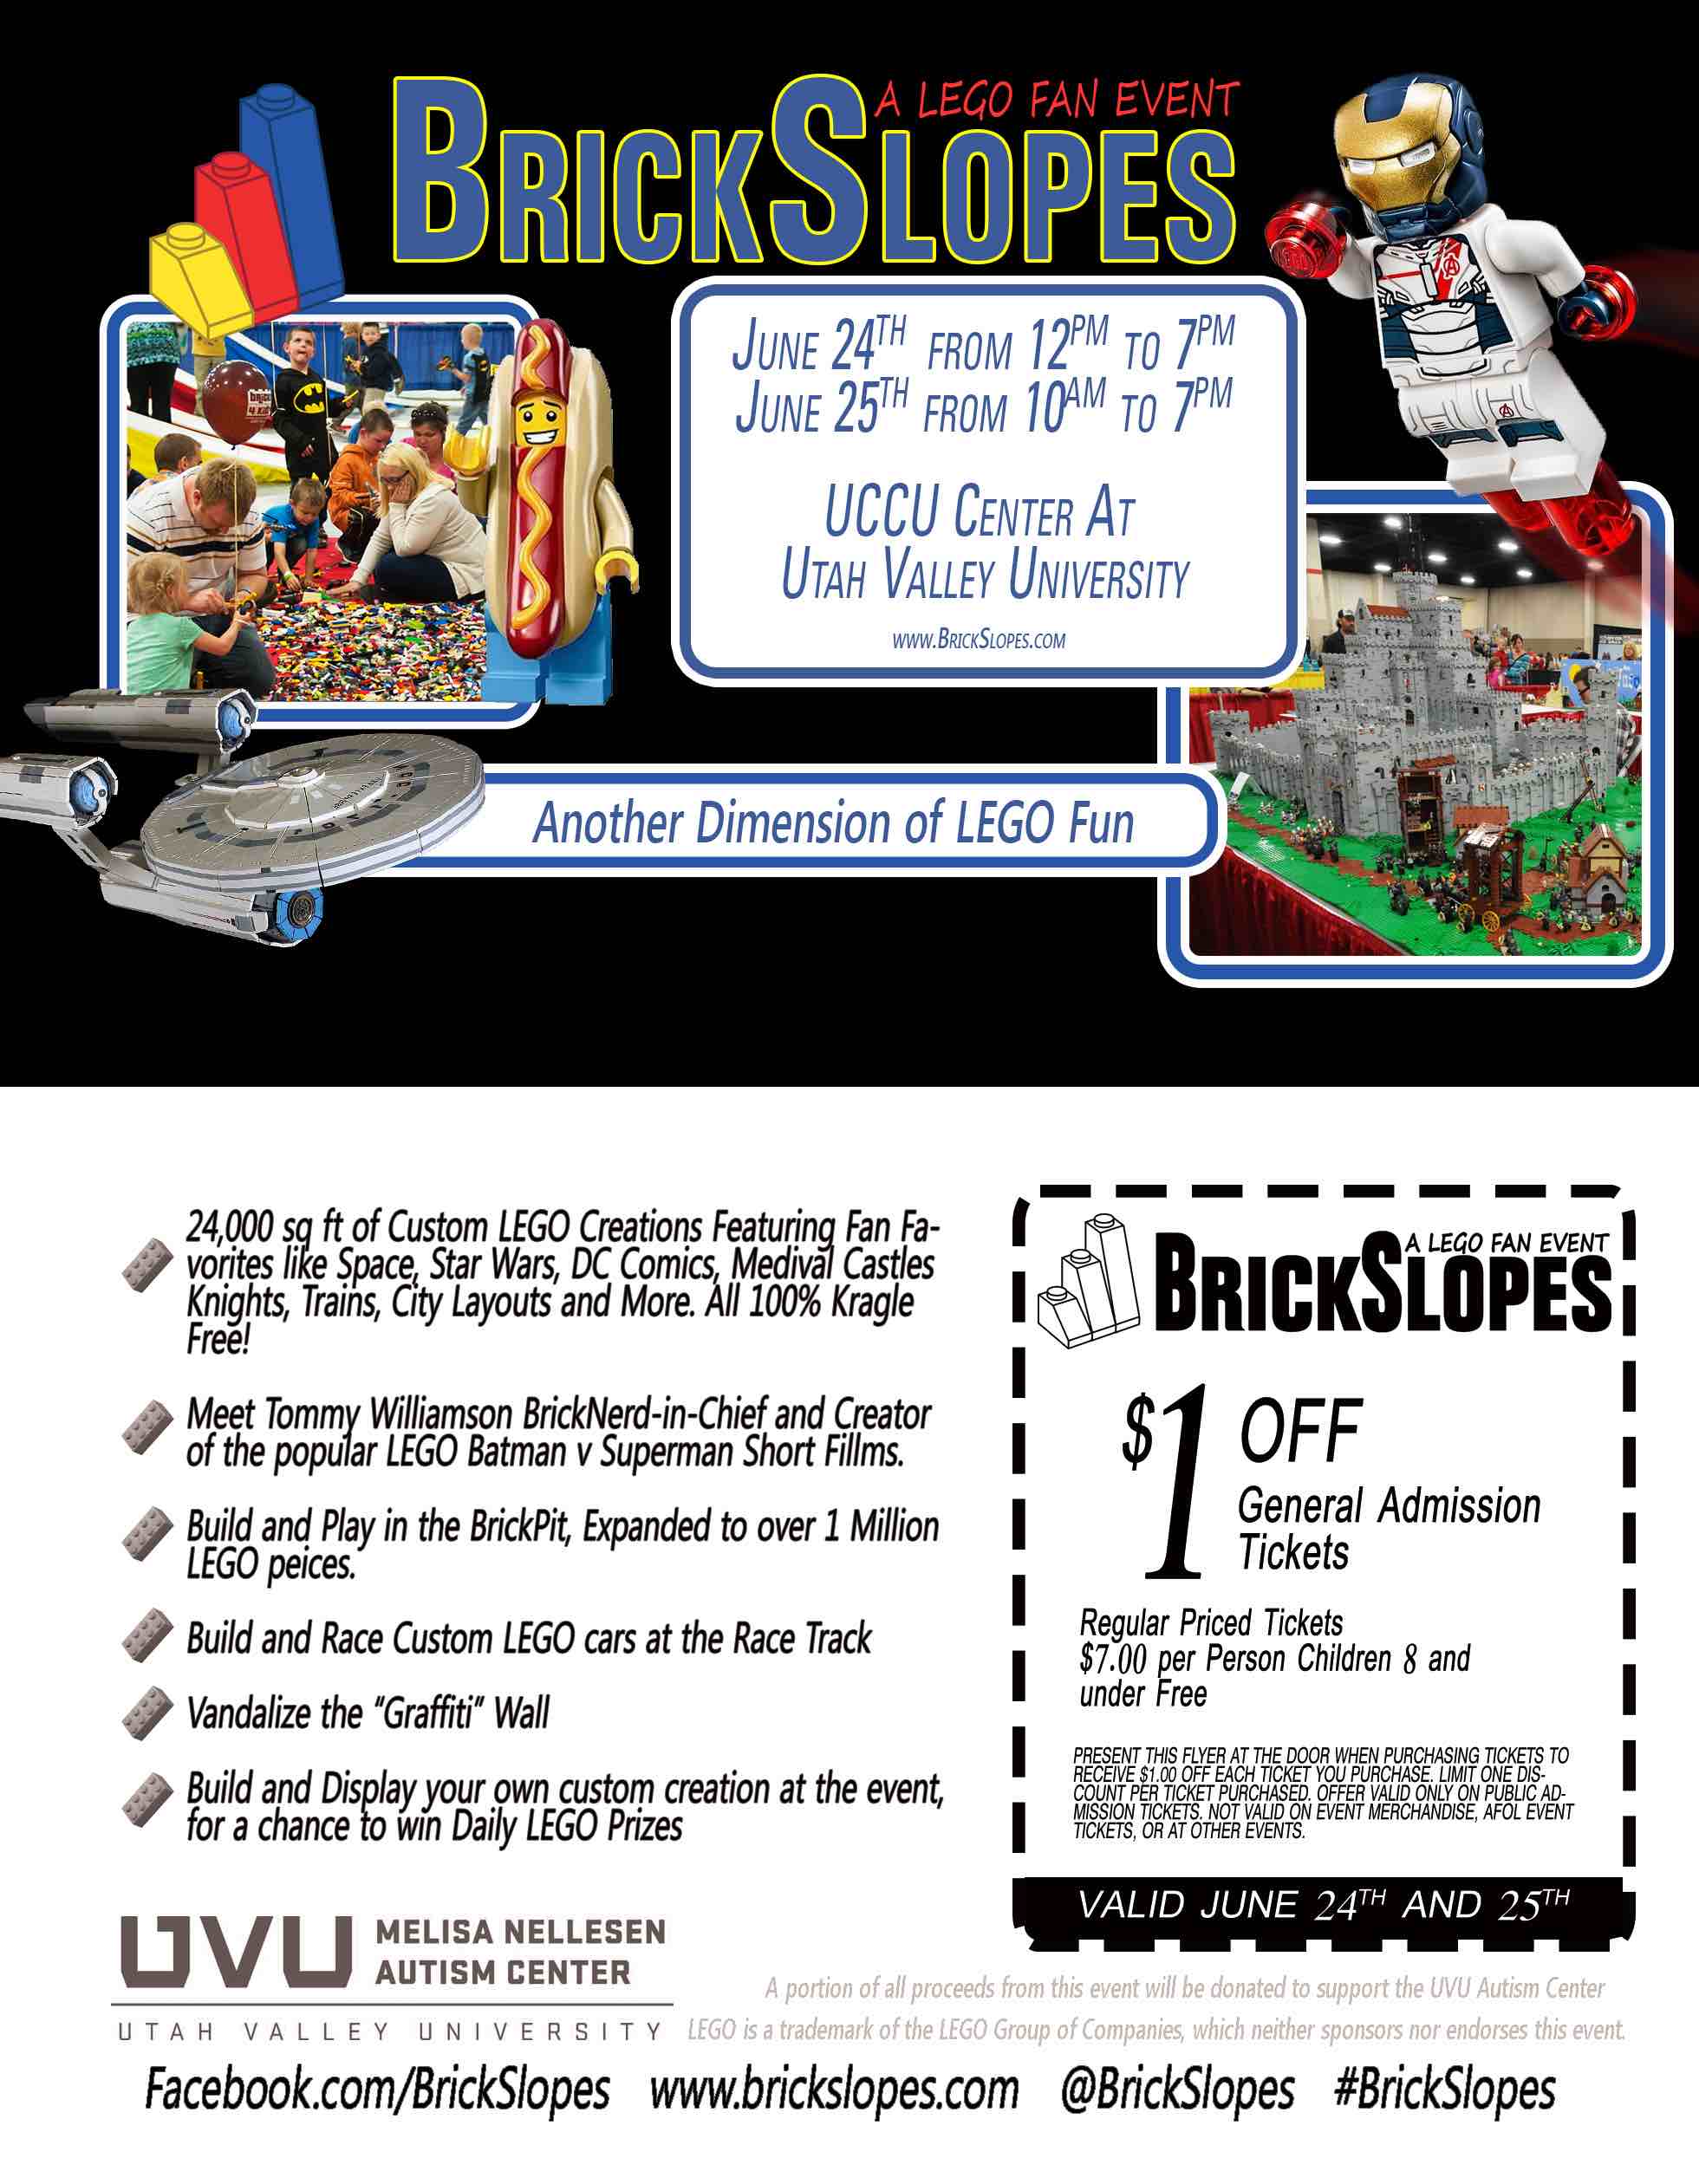 A LEGO FAN EVENT
BRICKSLOPES
JUNE 24TH FROM 12PM TO 7PM
JUNE 25TH FROM 10AM TO 7PM
UCCU CENTER AT
UTAH VALLEY UNIVERSITY
WWW.BRICKSLOPES.COM
Another Dimension of LEGO Fun
24,000 sq ft of Custom LEGO Creations Featuring Fan Fa-
vorites like Space, Star Wars, DC Comics, Medival Castles
Knights, Trains, City Layouts and More. All 100% Kragle
Free!
Meet Tommy Williamson BrickNerd-in-Chief and Creator
of the popular LEGO Batman v Superman Short Fillms.
Build and Play in the BrickPit, Expanded to over 1 Million
LEGO peices.
Build and Race Custom LEGO cars at the Race Track
Vandalize the "Graffiti" Wall
Build and Display your own custom creation at the event,
for a chance to win Daily LEGO Prizes
A LEGO FAN EVENT
BRICKSLOPES
$1 OFF
General Admission
Tickets
Regular Priced Tickets
$7.00 per Person Children 8 and
under Free
PRESENT THIS FLYER AT THE DOOR WHEN PURCHASING TICKETS TO
RECEIVE $1.00 OFF EACH TICKET YOU PURCHASE. LIMIT ONE DIS-
COUNT PER TICKET PURCHASED. OFFER VALID ONLY ON PUBLIC AD-
MISSION TICKETS. NOT VALID ON EVENT MERCHANDISE, AFOL EVENT
TICKETS, OR AT OTHER EVENTS.
VALID JUNE 24TH AND 25TH
UVU MELISA NELLESEN
AUTISM CENTER
UTAH VALLEY UNIVERSITY
A portion of all proceeds from this event will be donated to support the UVU Autism Center
LEGO is a trademark of the LEGO Group of Companies, which neither sponsors nor endorses this event.
Facebook.com/BrickSlopes www.brickslopes.com @BrickSlopes #BrickSlopes